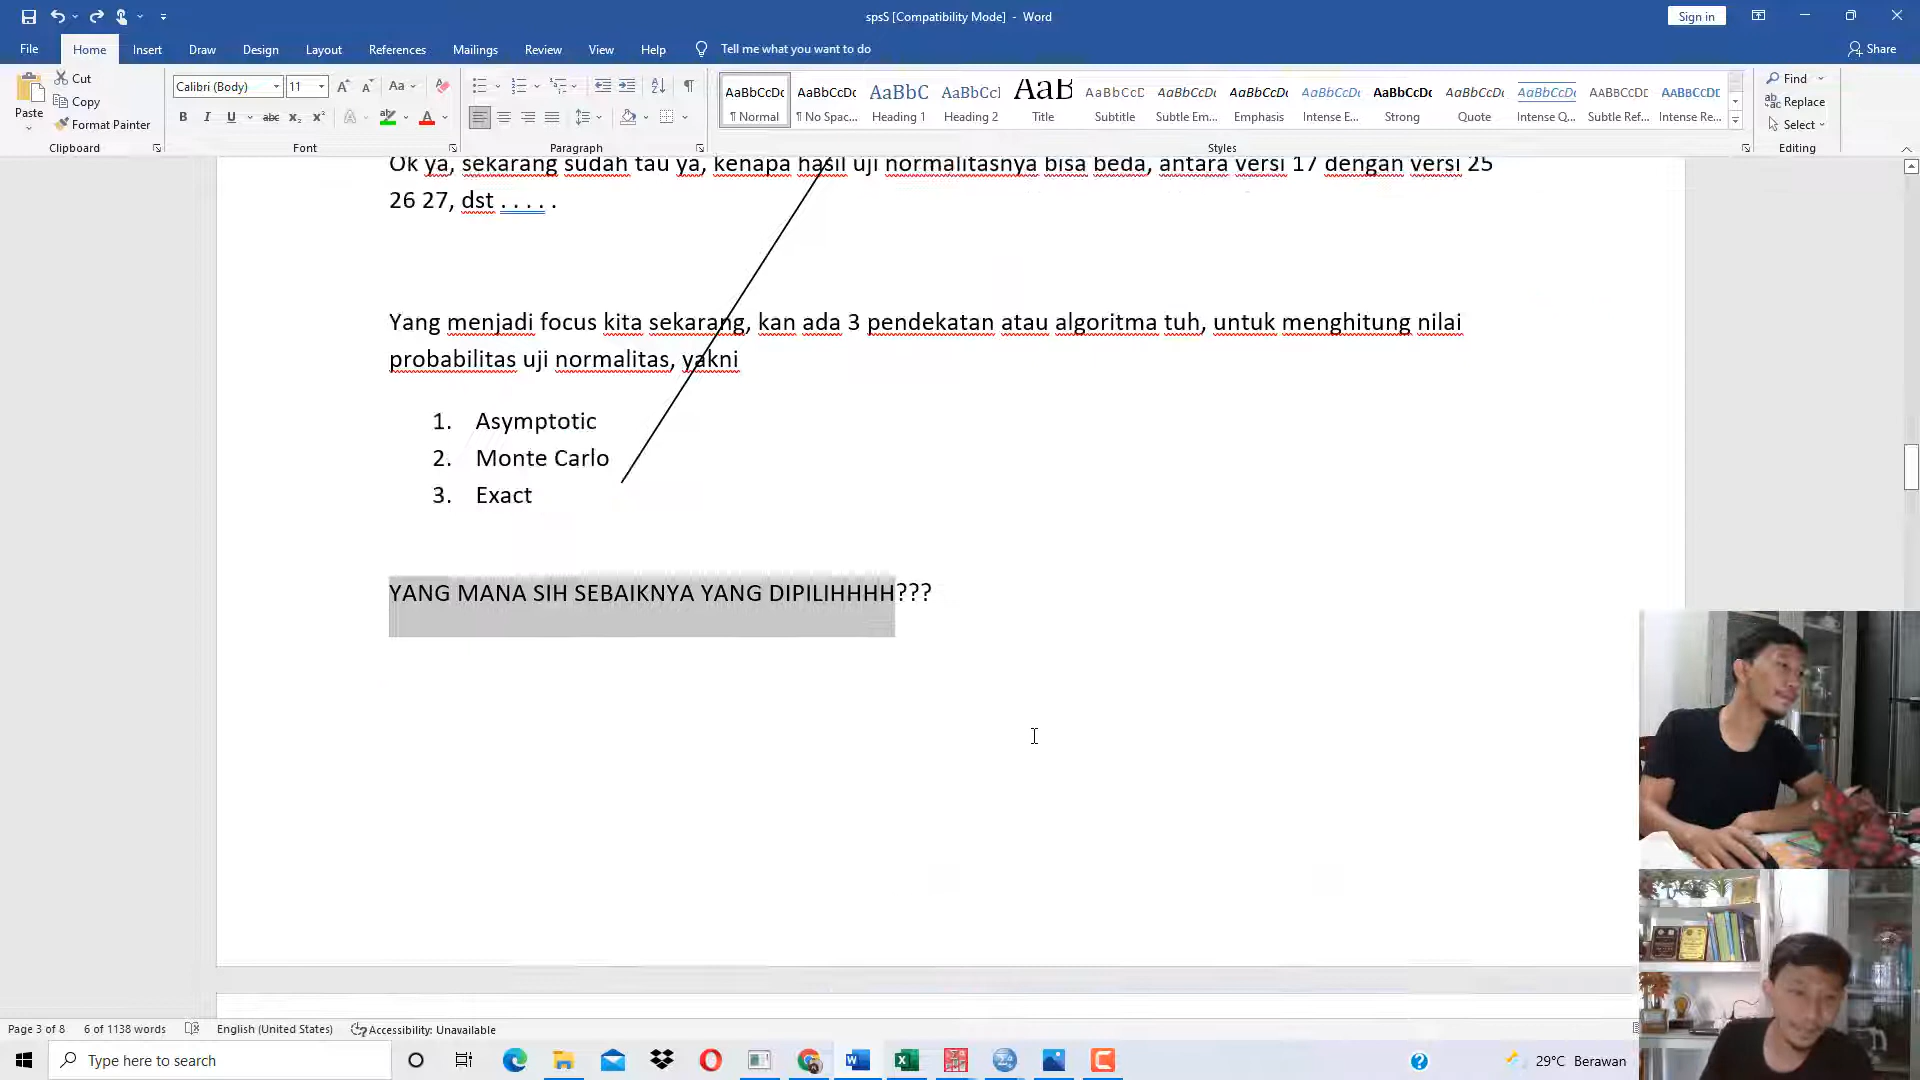 spsS [Compatibility Mode] - Word
Sign in
File Home Insert Draw Design Layout References Mailings Review View Help Tell me what you want to do Share
Paste
Cut
Copy
Format Painter
Clipboard
Calibri (Body) 11
Font
Paragraph
AaBbCcDc AaBbCcDc AaBbC AaBbCcl AaB AaBbCcD AaBbCcDc AaBbCcDc AaBbCcDc AaBbCcDc AaBbCcDc AaBbCcDc AABBCCDE AABBCCDE
¶ Normal ¶ No Spac... Heading 1 Heading 2 Title Subtitle Subtle Em... Emphasis Intense E... Strong Quote Intense Q... Subtle Ref... Intense Re...
Styles
Find
Replace
Select
Editing
Ok ya, sekarang sudah tau ya, kenapa hasil uji normalitasnya bisa beda, antara versi 17 dengan versi 25
26 27, dst . . . . .
Yang menjadi focus kita sekarang, kan ada 3 pendekatan atau algoritma tuh, untuk menghitung nilai
probabilitas uji normalitas, yakni
1. Asymptotic
2. Monte Carlo
3. Exact
YANG MANA SIH SEBAIKNYA YANG DIPILIHHHH???
Page 3 of 8 6 of 1138 words English (United States) Accessibility: Unavailable
Type here to search
29°C Berawan